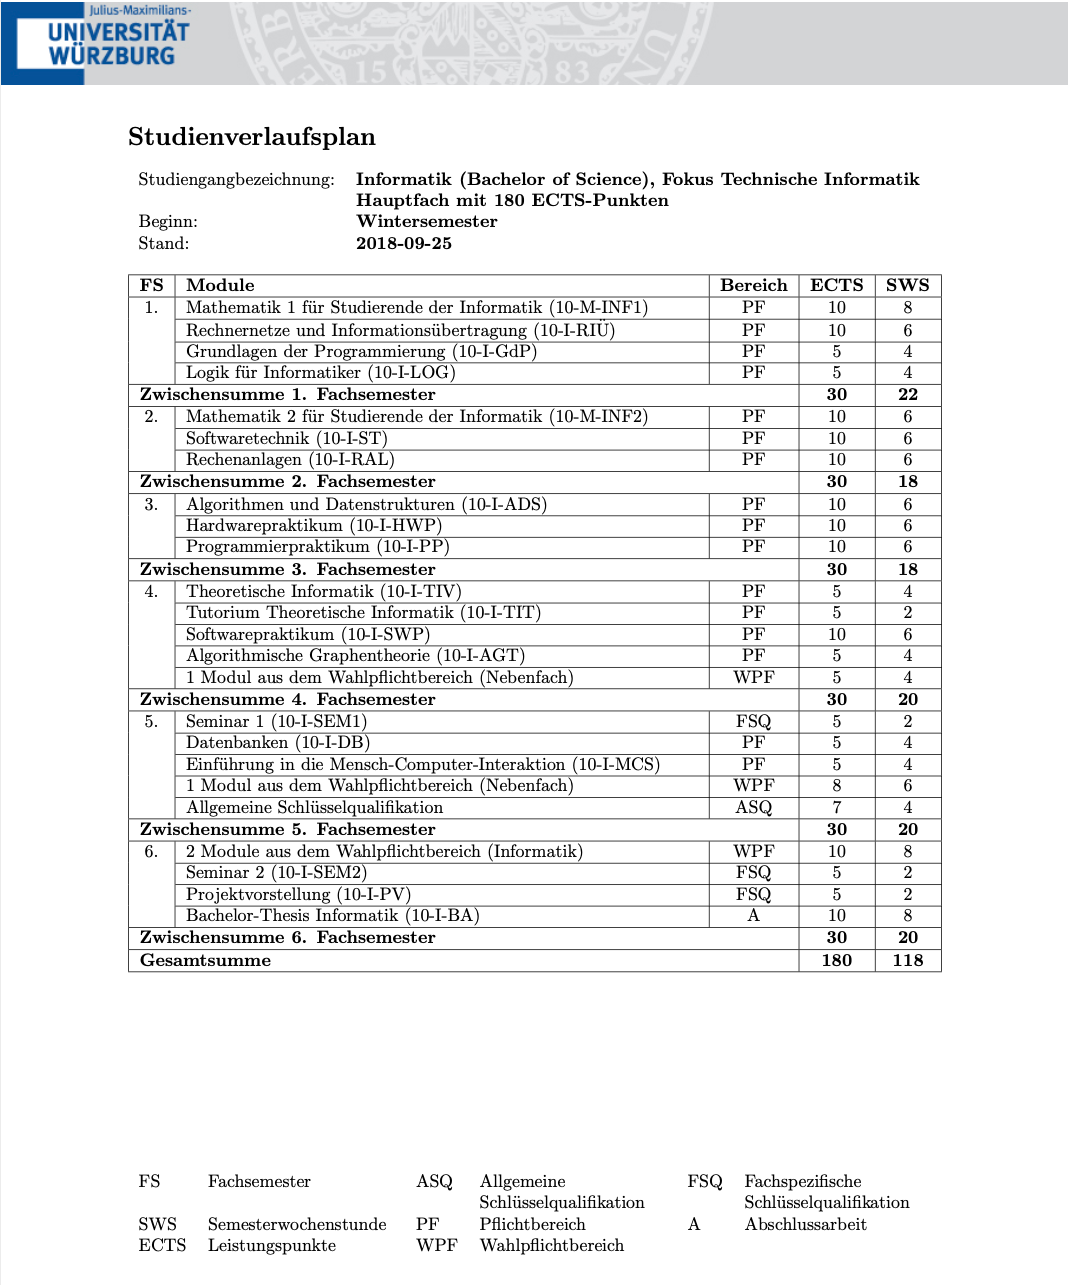 Julius-Maximilians-
UNIVERSITÄT
WÜRZBURG
15 83
Studienverlaufsplan
Studiengangbezeichnung: Informatik (Bachelor of Science), Fokus Technische Informatik
Hauptfach mit 180 ECTS-Punkten
Beginn: Wintersemester
Stand: 2018-09-25
FS Module Bereich ECTS SWS
1. Mathematik 1 für Studierende der Informatik (10-M-INF1) PF 10 8
Rechnernetze und Informationsübertragung (10-I-RIÜ) PF 10 6
Grundlagen der Programmierung (10-I-GdP) PF 5 4
Logik für Informatiker (10-I-LOG) PF 5 4
Zwischensumme 1. Fachsemester 30 22
2. Mathematik 2 für Studierende der Informatik (10-M-INF2) PF 10 6
Softwaretechnik (10-I-ST) PF 10 6
Rechenanlagen (10-I-RAL) PF 10 6
Zwischensumme 2. Fachsemester 30 18
3. Algorithmen und Datenstrukturen (10-I-ADS) PF 10 6
Hardwarepraktikum (10-I-HWP) PF 10 6
Programmierpraktikum (10-I-PP) PF 10 6
Zwischensumme 3. Fachsemester 30 18
4. Theoretische Informatik (10-I-TIV) PF 5 4
Tutorium Theoretische Informatik (10-I-TIT) PF 5 2
Softwarepraktikum (10-I-SWP) PF 10 6
Algorithmische Graphentheorie (10-I-AGT) PF 5 4
1 Modul aus dem Wahlpflichtbereich (Nebenfach) WPF 5 4
Zwischensumme 4. Fachsemester 30 20
5. Seminar 1 (10-I-SEM1) FSQ 5 2
Datenbanken (10-I-DB) PF 5 4
Einführung in die Mensch-Computer-Interaktion (10-I-MCS) PF 5 4
1 Modul aus dem Wahlpflichtbereich (Nebenfach) WPF 8 6
Allgemeine Schlüsselqualifikation ASQ 7 4
Zwischensumme 5. Fachsemester 30 20
6. 2 Module aus dem Wahlpflichtbereich (Informatik) WPF 10 8
Seminar 2 (10-I-SEM2) FSQ 5 2
Projektvorstellung (10-I-PV) FSQ 5 2
Bachelor-Thesis Informatik (10-I-BA) A 10 8
Zwischensumme 6. Fachsemester 30 20
Gesamtsumme 180 118
FS Fachsemester ASQ Allgemeine FSQ Fachspezifische
Schlüsselqualifikation Schlüsselqualifikation
SWS Semesterwochenstunde PF Pflichtbereich A Abschlussarbeit
ECTS Leistungspunkte WPF Wahlpflichtbereich